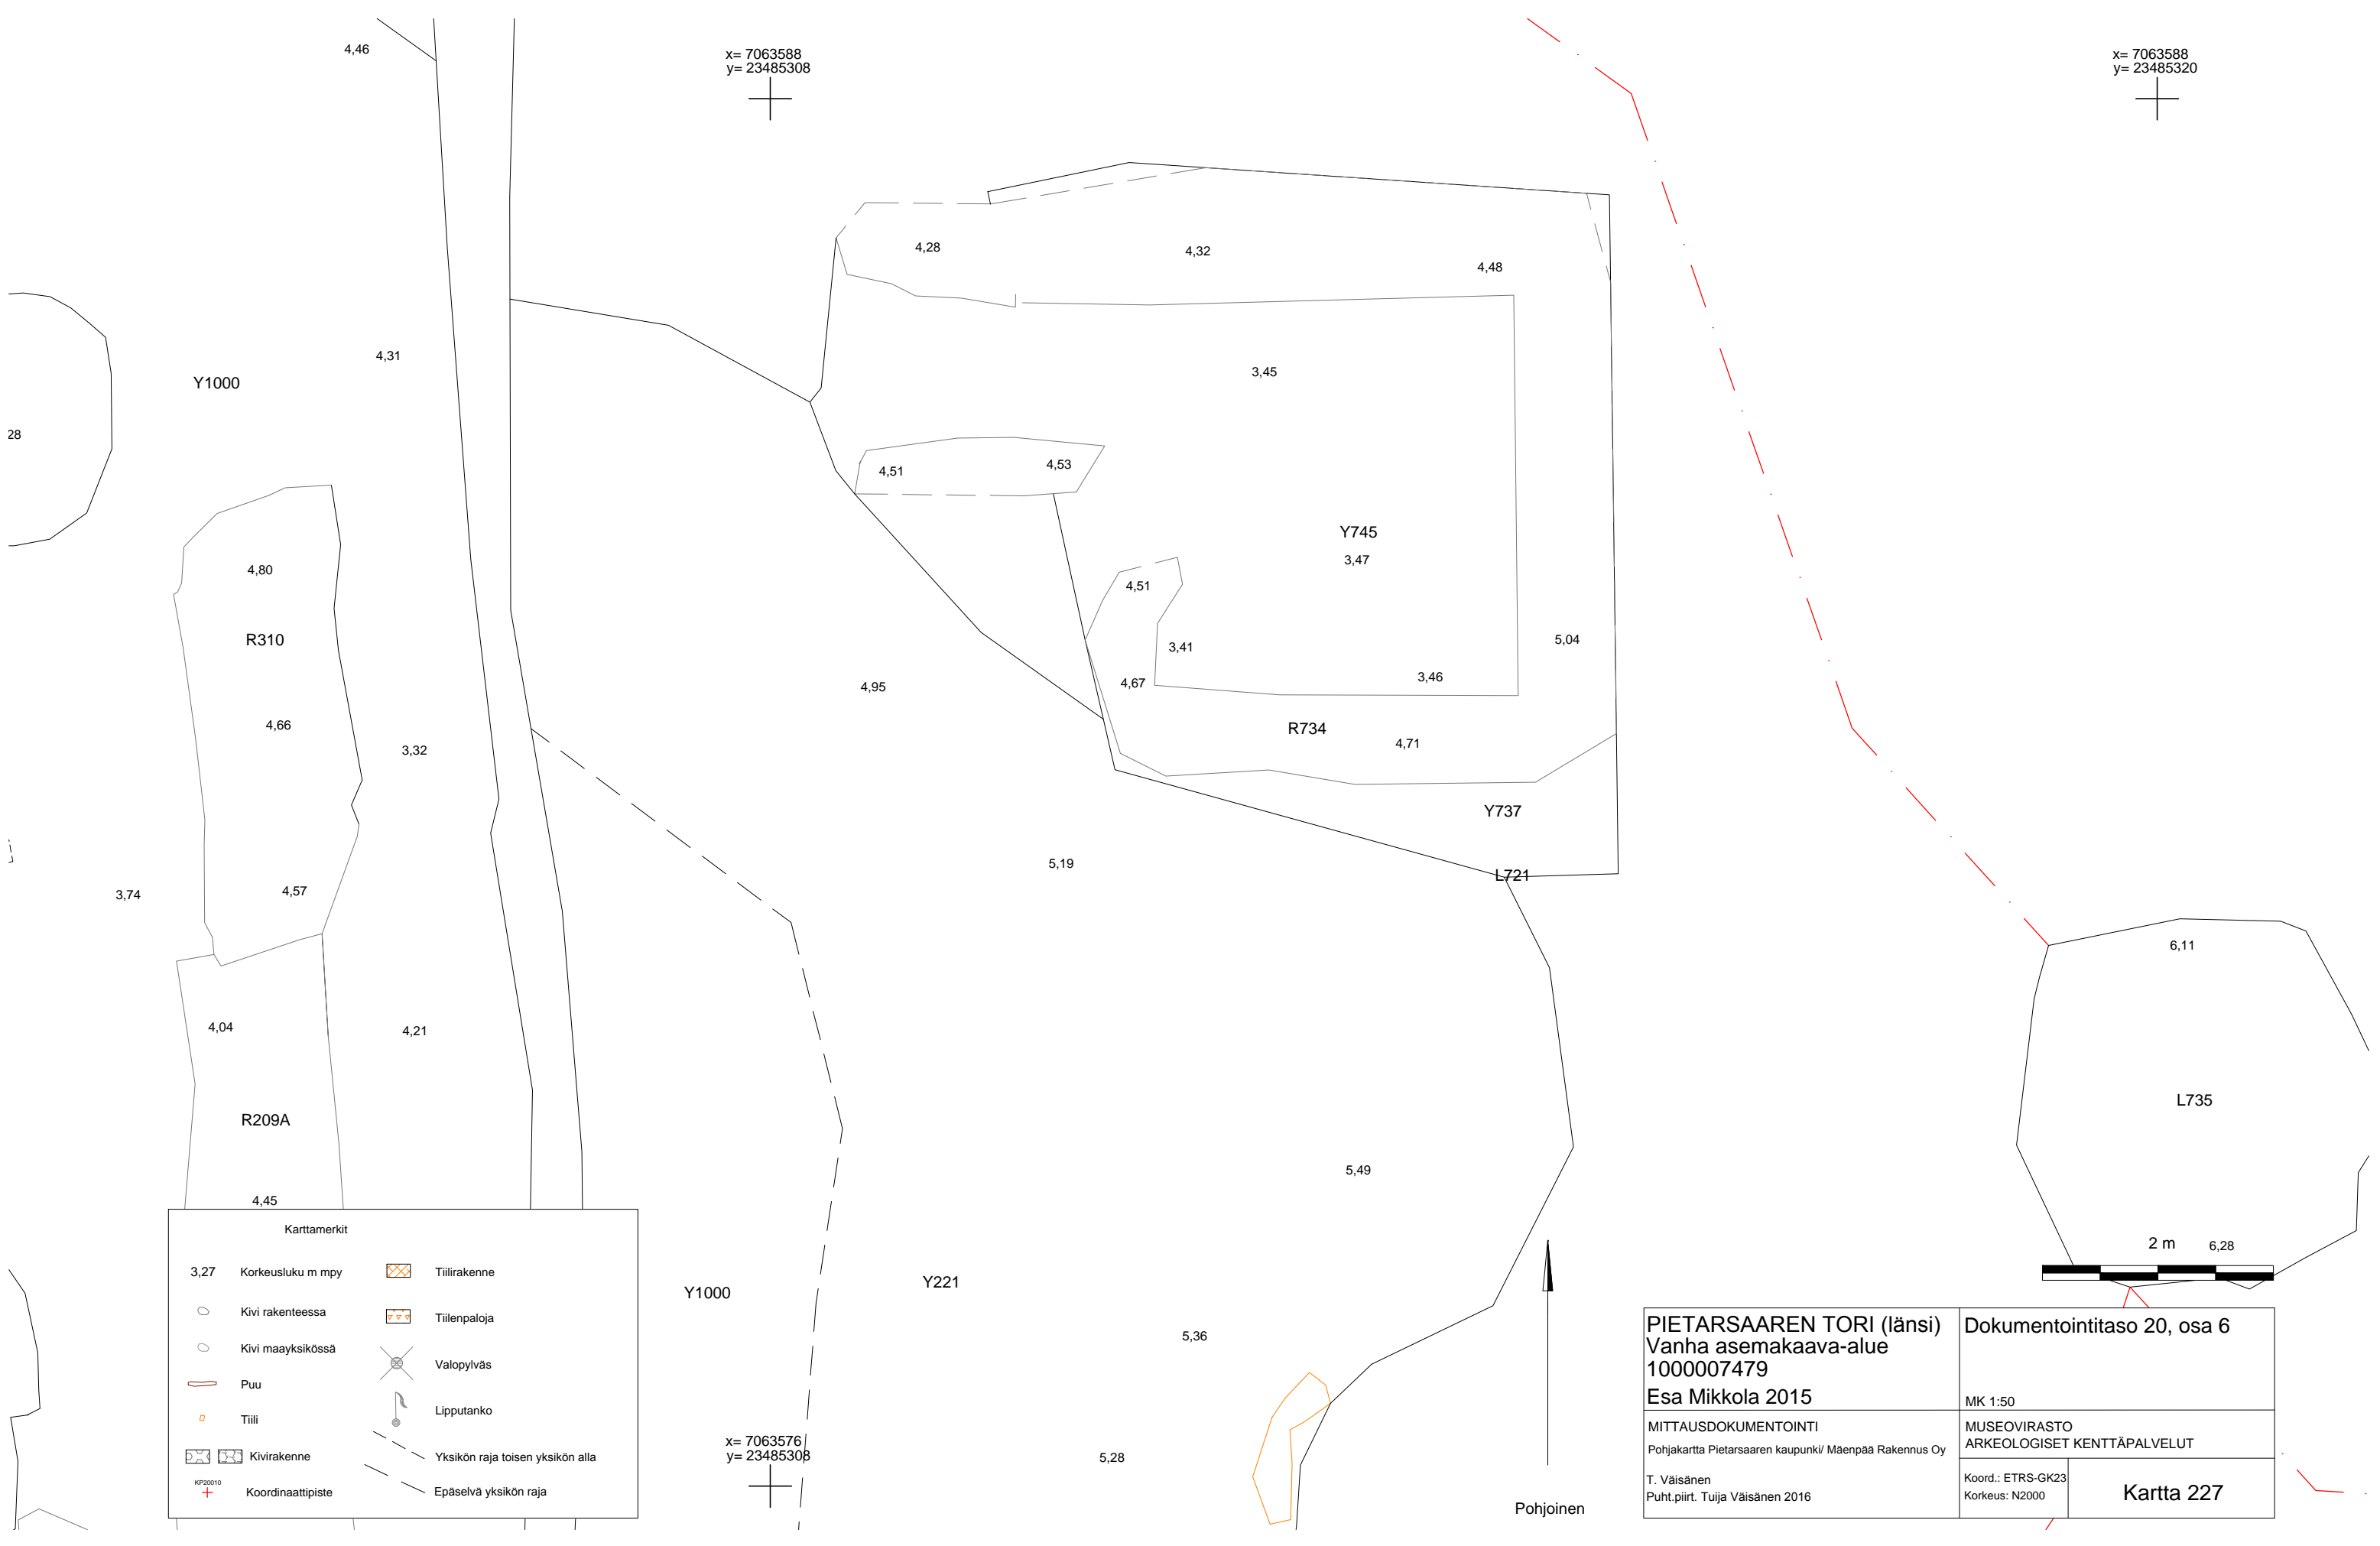 4,46
x= 7063588
y= 23485308
x= 7063588
y= 23485320
4,28
4,32
4,48
4,31
Y1000
3,45
28
4,51
4,53
Y745
3,47
4,80
4,51
R310
3,41
5,04
4,67
3,46
4,95
4,66
R734
4,71
3,32
Y737
5,19
L721
4,57
3,74
6,11
4,04
4,21
L735
R209A
5,49
4,45
2 m
6,28
Y1000
Y221
5,36
x= 7063576
y= 23485308
5,28
Pohjoinen
Karttamerkit
3,27 Korkeusluku m mpy
Kivi rakenteessa
Kivi maayksikössä
Puu
Tiili
Kivirakenne
KP20010
Koordinaattipiste
Tiilirakenne
Tiilenpaloja
Valopylväs
Lipputanko
Yksikön raja toisen yksikön alla
Epäselvä yksikön raja
PIETARSAAREN TORI (länsi)
Vanha asemakaava-alue
1000007479
Esa Mikkola 2015
Dokumentointitaso 20, osa 6
MK 1:50
MITTAUSDOKUMENTOINTI
Pohjakartta Pietarsaaren kaupunki/ Mäenpää Rakennus Oy
T. Väisänen
Puht.piirt. Tuija Väisänen 2016
MUSEOVIRASTO
ARKEOLOGISET KENTTÄPALVELUT
Koord.: ETRS-GK23
Korkeus: N2000
Kartta 227